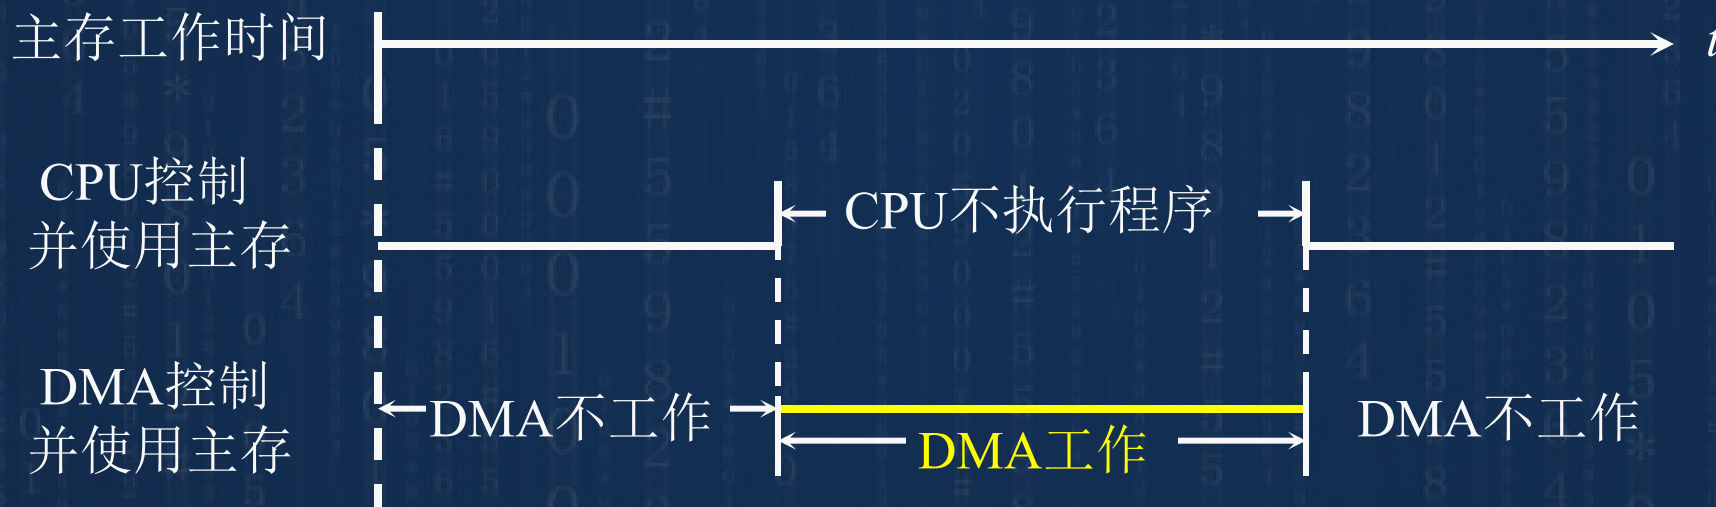 主存工作时间
t
CPU控制
并使用主存
CPU不执行程序
DMA控制
并使用主存
DMA不工作
DMA工作
DMA不工作